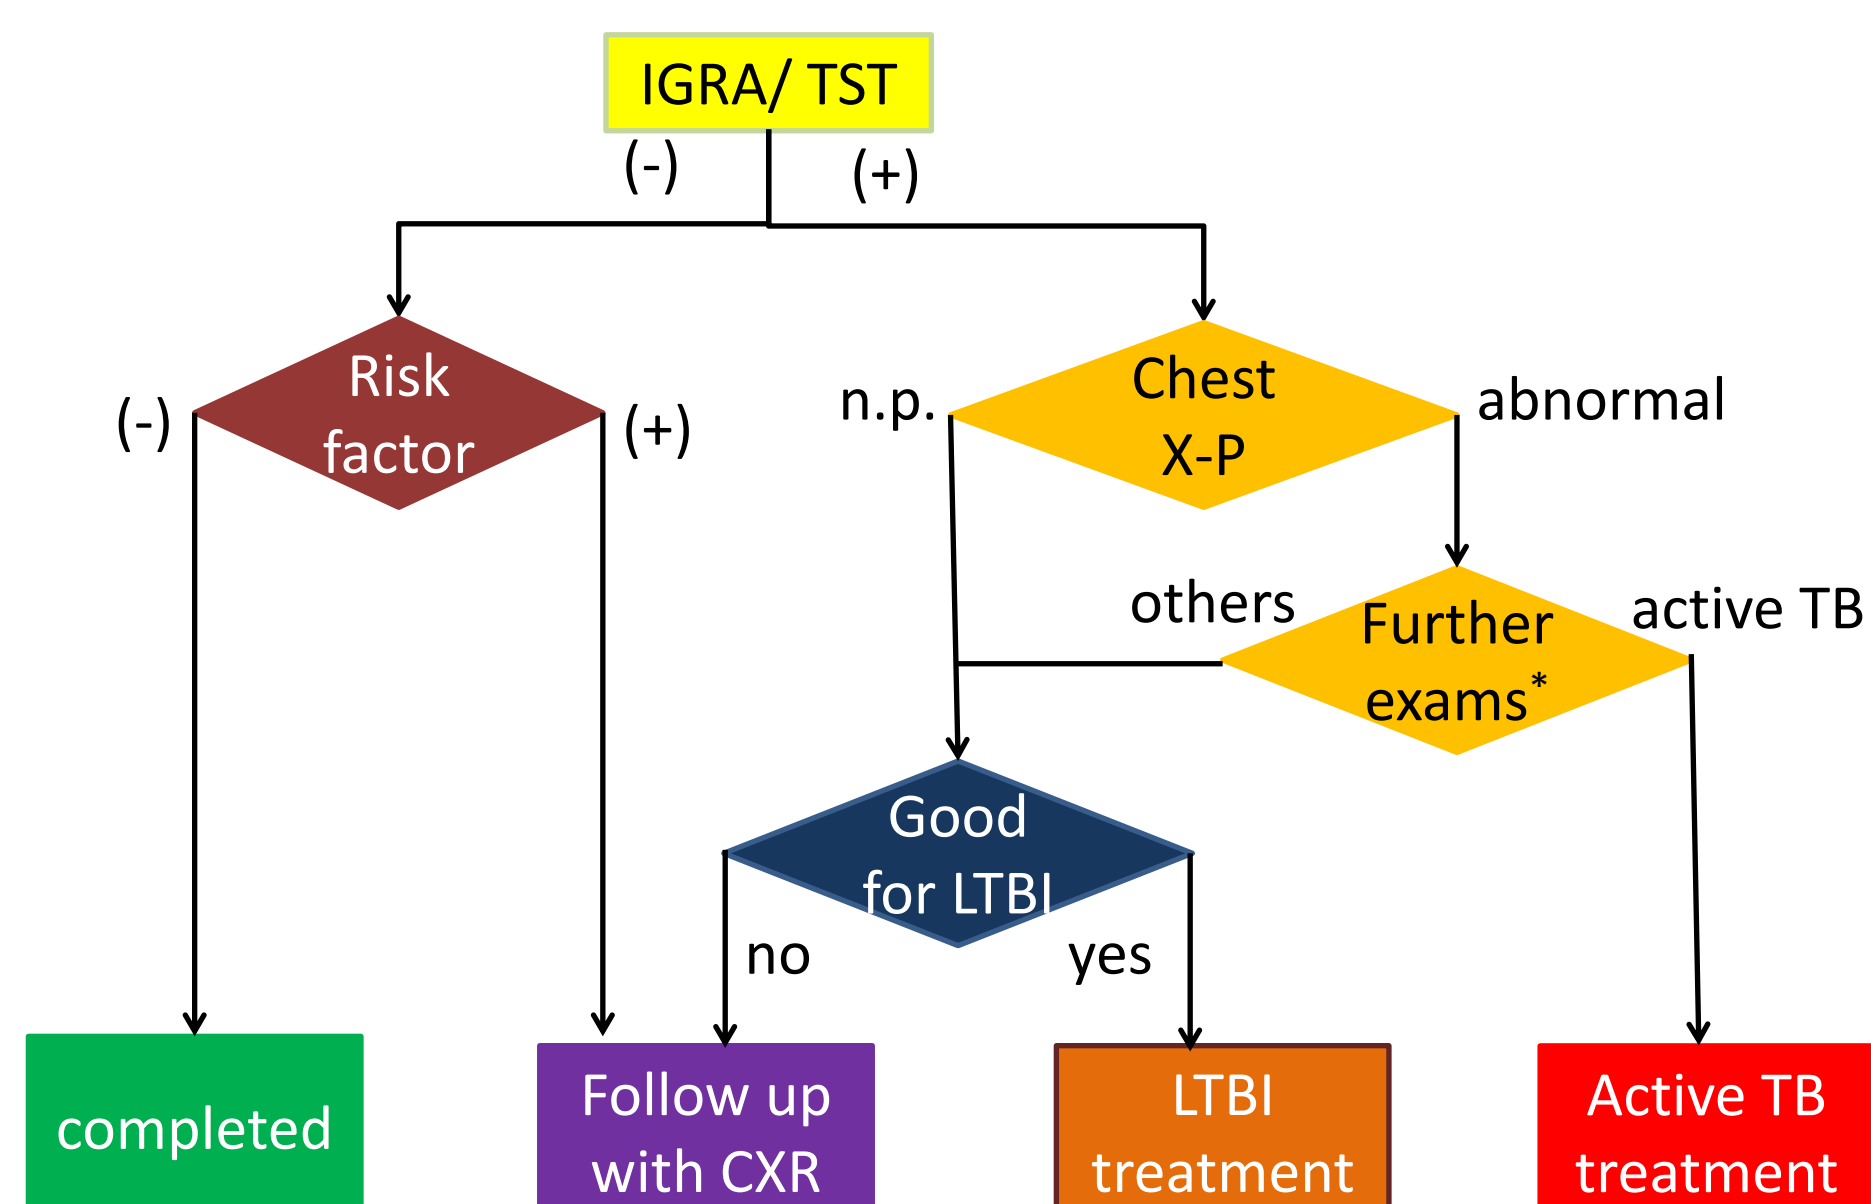 IGRA/ TST
(-)
(+)
Risk
factor
(-)
(+)
Chest
X-P
n.p.
abnormal
Further
exams*
others
active TB
Good
for LTBI
no
yes
completed
Follow up
with CXR
LTBI
treatment
Active TB
treatment